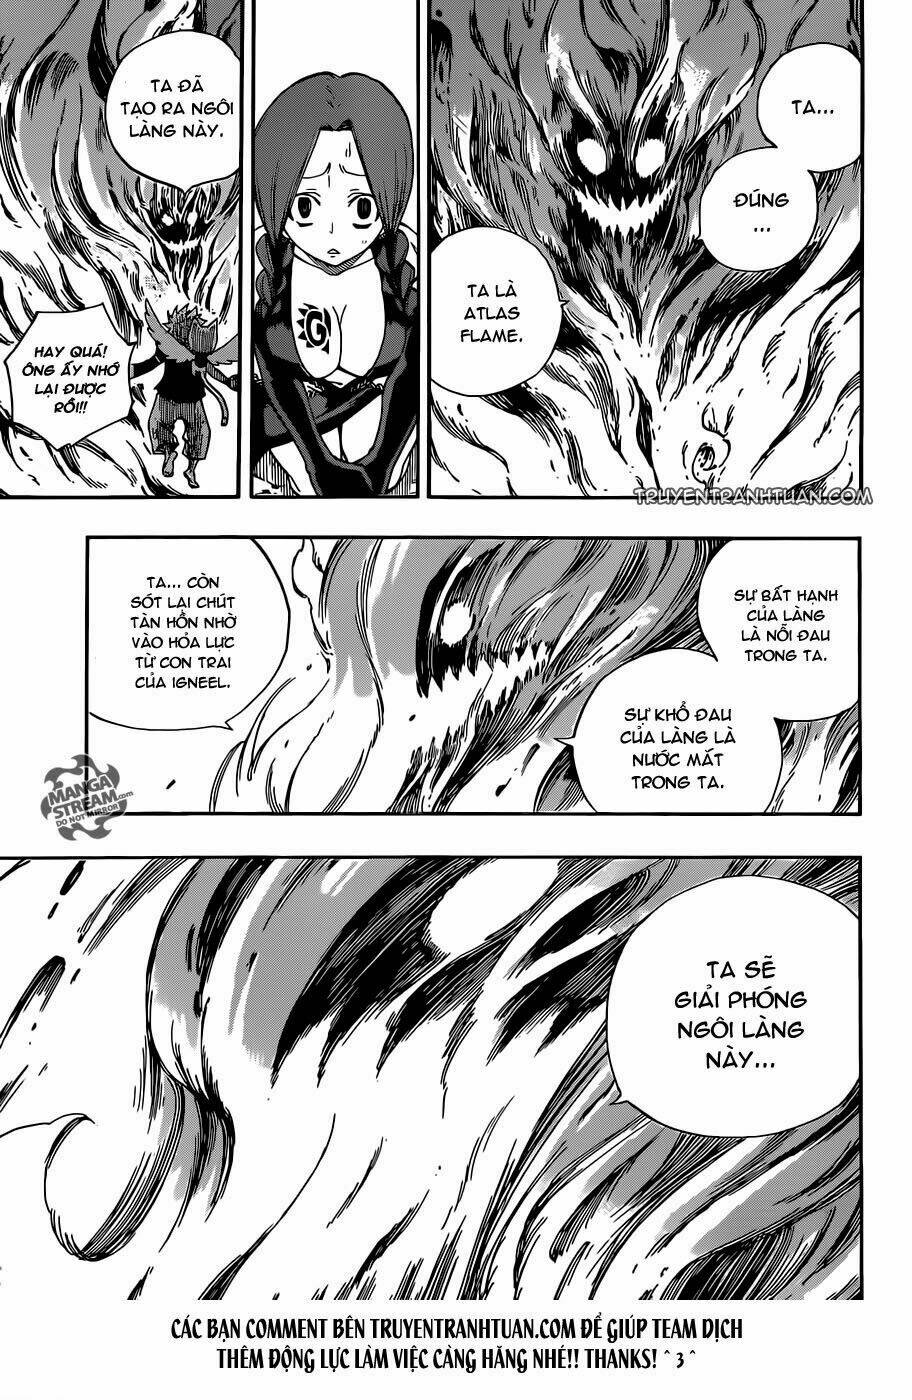 TA...
ĐÚNG
...
TA LÀ
ATLAS
FLAME.
G
TA ĐÃ
TẠO RA NGÔI
LÀNG NÀY.
HAY QUÁ!
ÔNG ẤY NHỚ
LẠI ĐƯỢC
RỒI!!
TRUYENTRANHTUAN.COM
SỰ BẤT HẠNH
CỦA LÀNG
LÀ NỖI ĐAU
TRONG TA.
SỰ KHỔ ĐAU
CỦA LÀNG LÀ
NƯỚC MẮT
TRONG TA.
TA... CÒN
SÓT LẠI CHÚT
TÀN HỒN NHỜ
VÀO HỎA LỰC
TỪ CON TRAI
CỦA IGNEEL.
MANGA
STREAM.com
DO NOT MIRROR
TA SẼ
GIẢI PHÓNG
NGÔI LÀNG
NÀY...
CÁC BẠN COMMENT BÊN TRUYENTRANHTUAN.COM ĐỂ GIÚP TEAM DỊCH
THÊM ĐỘNG LỰC LÀM VIỆC CÀNG HĂNG NHÉ!! THANKS! ^3^